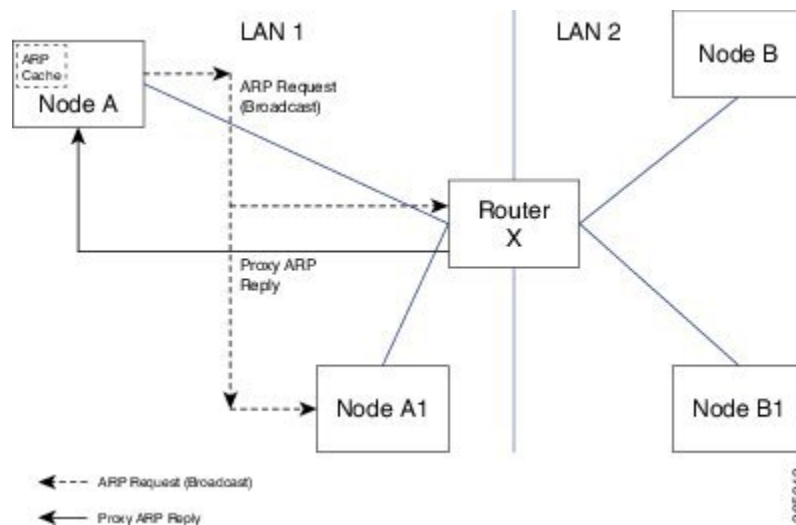 LAN 1
LAN 2
ARP
Cache
Node A
ARP Request
(Broadcast)
Node B
Router
X
Proxy ARP
Reply
Node A1
Node B1
ARP Request (Broadcast)
Proxy ARP Reply